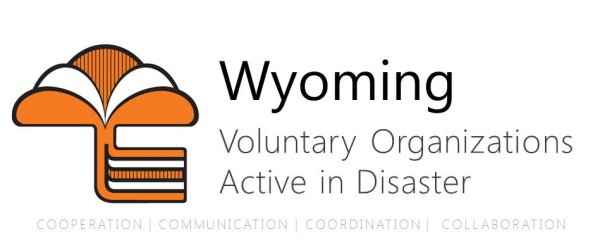 Wyoming
Voluntary Organizations
Active in Disaster
COOPERATION | COMMUNICATION | COORDINATION | COLLABORATION